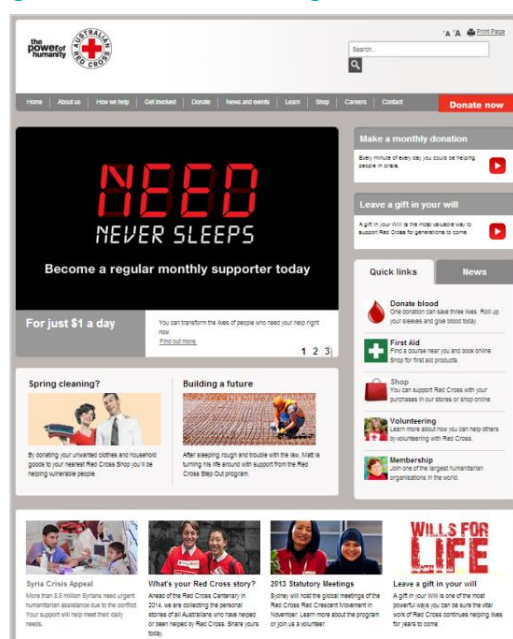 the
power of
humanity
AUSTRALIAN
RED CROSS
-A +A Print Page
Search...
Home
About us
How we help
Get involved
Donate
News and events
Learn
Shop
Careers
Contact
Donate now
NEED
NEVER SLEEPS
Become a regular monthly supporter today
For just $1 a day
You can transform the lives of people who need your help right
now.
Find out more.
1 2 3
Make a monthly donation
Every minute of every day you could be helping
people in crisis.
Leave a gift in your will
A gift in your Will is the most valuable way to
support Red Cross for generations to come.
Quick links
News
Donate blood
One donation can save three lives. Roll up
your sleeves and give blood today.
First Aid
Find a course near you and book online.
Shop for first aid products.
Shop
You can support Red Cross with your
purchases in our stores or shop online.
Volunteering
Learn more about how you can help others
by volunteering with Red Cross.
Membership
Join one of the largest humanitarian
organisations in the world.
Spring cleaning?
By donating your unwanted clothes and household
goods to your nearest Red Cross Shop you'll be
helping vulnerable people.
Building a future
After sleeping rough and trouble with the law, Matt is
turning his life around with support from the Red
Cross Step Out program.
Syria Crisis Appeal
More than 6.8 million Syrians need urgent
humanitarian assistance due to the conflict.
Your support will help meet their daily
needs.
What's your Red Cross story?
Ahead of the Red Cross Centenary in
2014, we are collecting the personal
stories of all Australians who have helped
or been helped by Red Cross. Share yours
today.
2013 Statutory Meetings
Sydney will host the global meetings of the
Red Cross Red Crescent Movement in
November. Learn more about the program
or join us a volunteer.
WILLS FOR
LIFE
Leave a gift in your will
A gift in your Will is one of the most
powerful ways you can be sure the vital
work of Red Cross continues helping lives
for years to come.